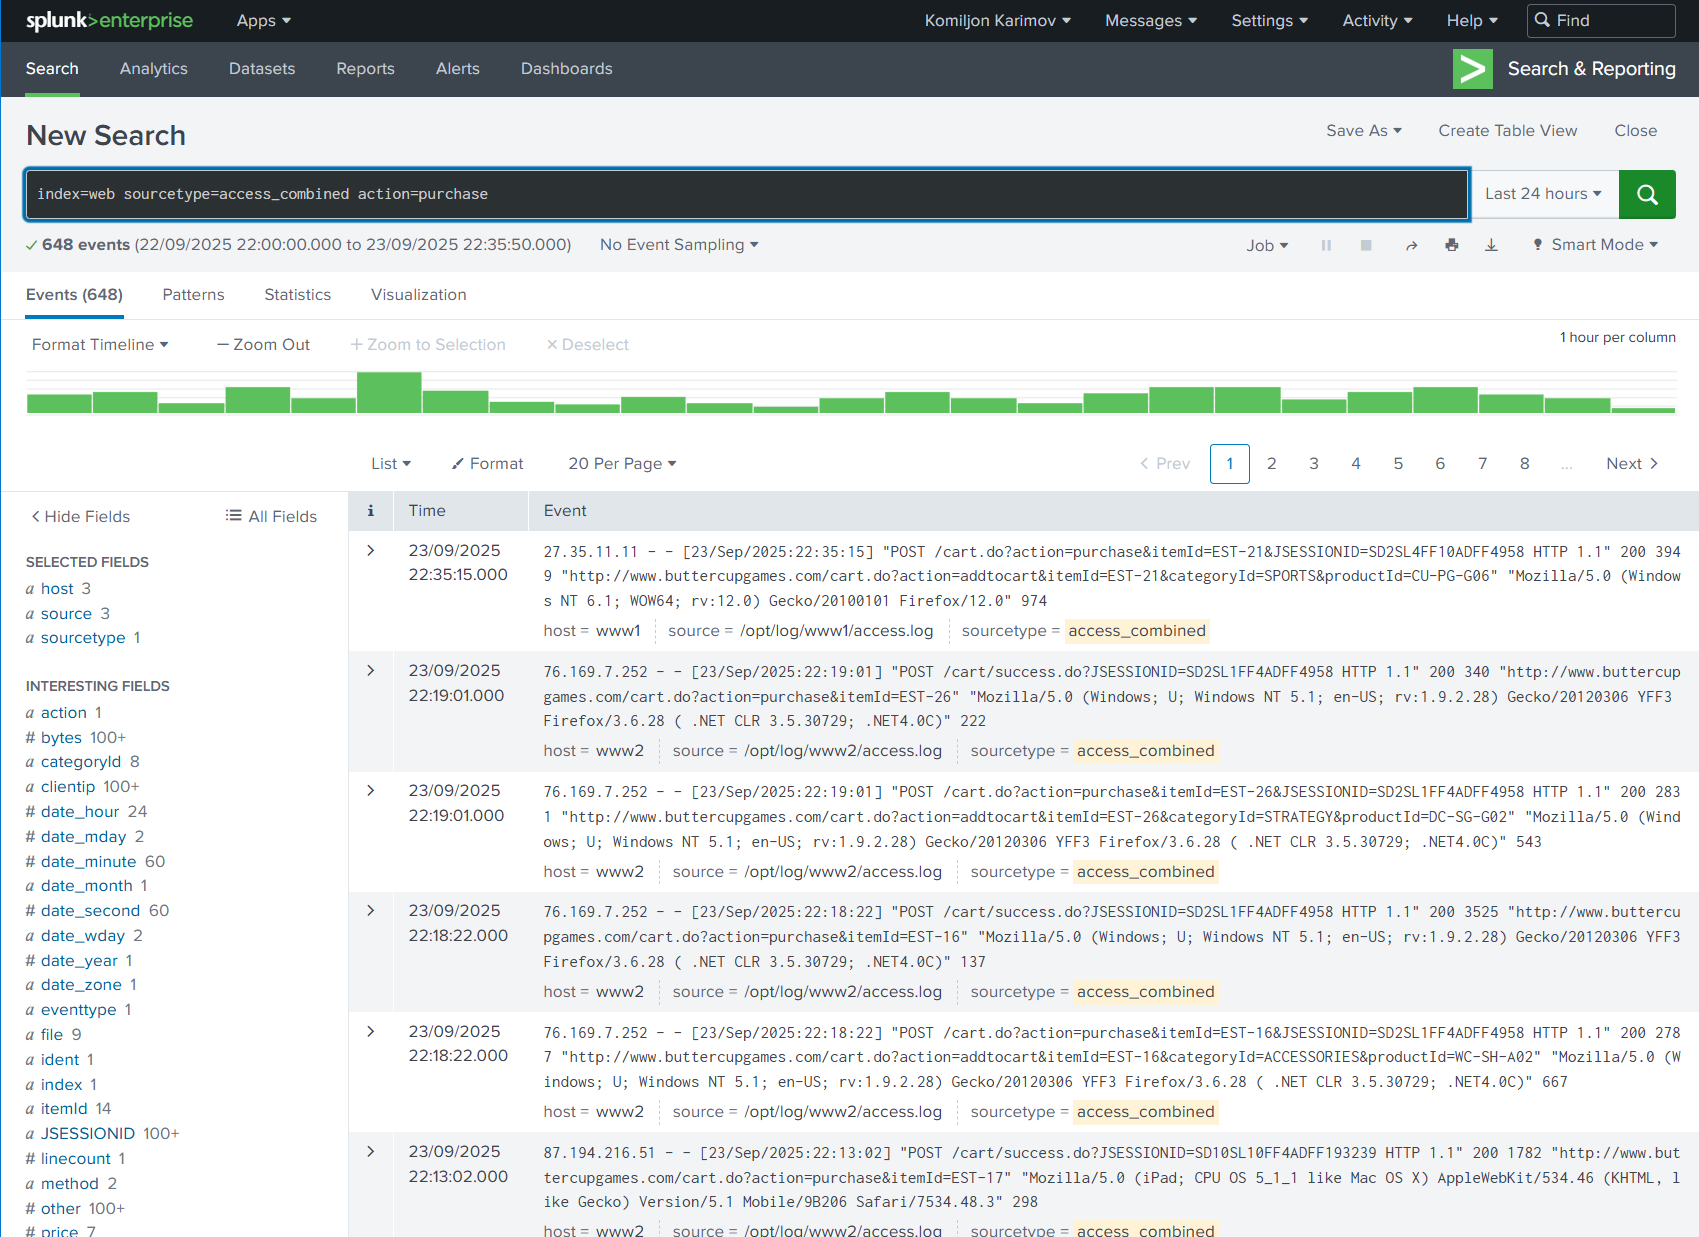 splunk>enterprise Apps Komiljon Karimov Messages Settings Activity Help Find
Search Analytics Datasets Reports Alerts Dashboards Search & Reporting
New Search Save As Create Table View Close
index=web sourcetype=access_combined action=purchase Last 24 hours
648 events (22/09/2025 22:00:00.000 to 23/09/2025 22:35:50.000) No Event Sampling Job Smart Mode
Events (648) Patterns Statistics Visualization
Format Timeline — Zoom Out + Zoom to Selection × Deselect 1 hour per column
List Format 20 Per Page < Prev 1 2 3 4 5 6 7 8 ... Next >
< Hide Fields All Fields
SELECTED FIELDS
a host 3
a source 3
a sourcetype 1
INTERESTING FIELDS
a action 1
# bytes 100+
a categoryId 8
a clientip 100+
# date_hour 24
# date_mday 2
# date_minute 60
a date_month 1
# date_second 60
a date_wday 2
# date_year 1
a date_zone 1
a eventtype 1
a file 9
a ident 1
a index 1
a itemId 14
a JSESSIONID 100+
# linecount 1
a method 2
# other 100+
# price 7
i Time Event
> 23/09/2025
22:35:15.000
27.35.11.11 - - [23/Sep/2025:22:35:15] "POST /cart.do?action=purchase&itemId=EST-21&JSESSIONID=SD2SL4FF10ADFF4958 HTTP 1.1" 200 394
9 "http://www.buttercupgames.com/cart.do?action=addtocart&itemId=EST-21&categoryId=SPORTS&productId=CU-PG-G06" "Mozilla/5.0 (Window
s NT 6.1; WOW64; rv:12.0) Gecko/20100101 Firefox/12.0" 974
host = www1 source = /opt/log/www1/access.log sourcetype = access_combined
> 23/09/2025
22:19:01.000
76.169.7.252 - - [23/Sep/2025:22:19:01] "POST /cart/success.do?JSESSIONID=SD2SL1FF4ADFF4958 HTTP 1.1" 200 340 "http://www.buttercup
games.com/cart.do?action=purchase&itemId=EST-26" "Mozilla/5.0 (Windows; U; Windows NT 5.1; en-US; rv:1.9.2.28) Gecko/20120306 YFF3
Firefox/3.6.28 ( .NET CLR 3.5.30729; .NET4.0C)" 222
host = www2 source = /opt/log/www2/access.log sourcetype = access_combined
> 23/09/2025
22:19:01.000
76.169.7.252 - - [23/Sep/2025:22:19:01] "POST /cart.do?action=purchase&itemId=EST-26&JSESSIONID=SD2SL1FF4ADFF4958 HTTP 1.1" 200 283
1 "http://www.buttercupgames.com/cart.do?action=addtocart&itemId=EST-26&categoryId=STRATEGY&productId=DC-SG-G02" "Mozilla/5.0 (Wind
ows; U; Windows NT 5.1; en-US; rv:1.9.2.28) Gecko/20120306 YFF3 Firefox/3.6.28 ( .NET CLR 3.5.30729; .NET4.0C)" 543
host = www2 source = /opt/log/www2/access.log sourcetype = access_combined
> 23/09/2025
22:18:22.000
76.169.7.252 - - [23/Sep/2025:22:18:22] "POST /cart/success.do?JSESSIONID=SD2SL1FF4ADFF4958 HTTP 1.1" 200 3525 "http://www.buttercu
pgames.com/cart.do?action=purchase&itemId=EST-16" "Mozilla/5.0 (Windows; U; Windows NT 5.1; en-US; rv:1.9.2.28) Gecko/20120306 YFF3
Firefox/3.6.28 ( .NET CLR 3.5.30729; .NET4.0C)" 137
host = www2 source = /opt/log/www2/access.log sourcetype = access_combined
> 23/09/2025
22:18:22.000
76.169.7.252 - - [23/Sep/2025:22:18:22] "POST /cart.do?action=purchase&itemId=EST-16&JSESSIONID=SD2SL1FF4ADFF4958 HTTP 1.1" 200 278
7 "http://www.buttercupgames.com/cart.do?action=addtocart&itemId=EST-16&categoryId=ACCESSORIES&productId=WC-SH-A02" "Mozilla/5.0 (W
indows; U; Windows NT 5.1; en-US; rv:1.9.2.28) Gecko/20120306 YFF3 Firefox/3.6.28 ( .NET CLR 3.5.30729; .NET4.0C)" 667
host = www2 source = /opt/log/www2/access.log sourcetype = access_combined
> 23/09/2025
22:13:02.000
87.194.216.51 - - [23/Sep/2025:22:13:02] "POST /cart/success.do?JSESSIONID=SD10SL10FF4ADFF193239 HTTP 1.1" 200 1782 "http://www.but
tercupgames.com/cart.do?action=purchase&itemId=EST-17" "Mozilla/5.0 (iPad; CPU OS 5_1_1 like Mac OS X) AppleWebKit/534.46 (KHTML, l
ike Gecko) Version/5.1 Mobile/9B206 Safari/7534.48.3" 298
host = www2 source = /opt/log/www2/access.log sourcetype = access_combined